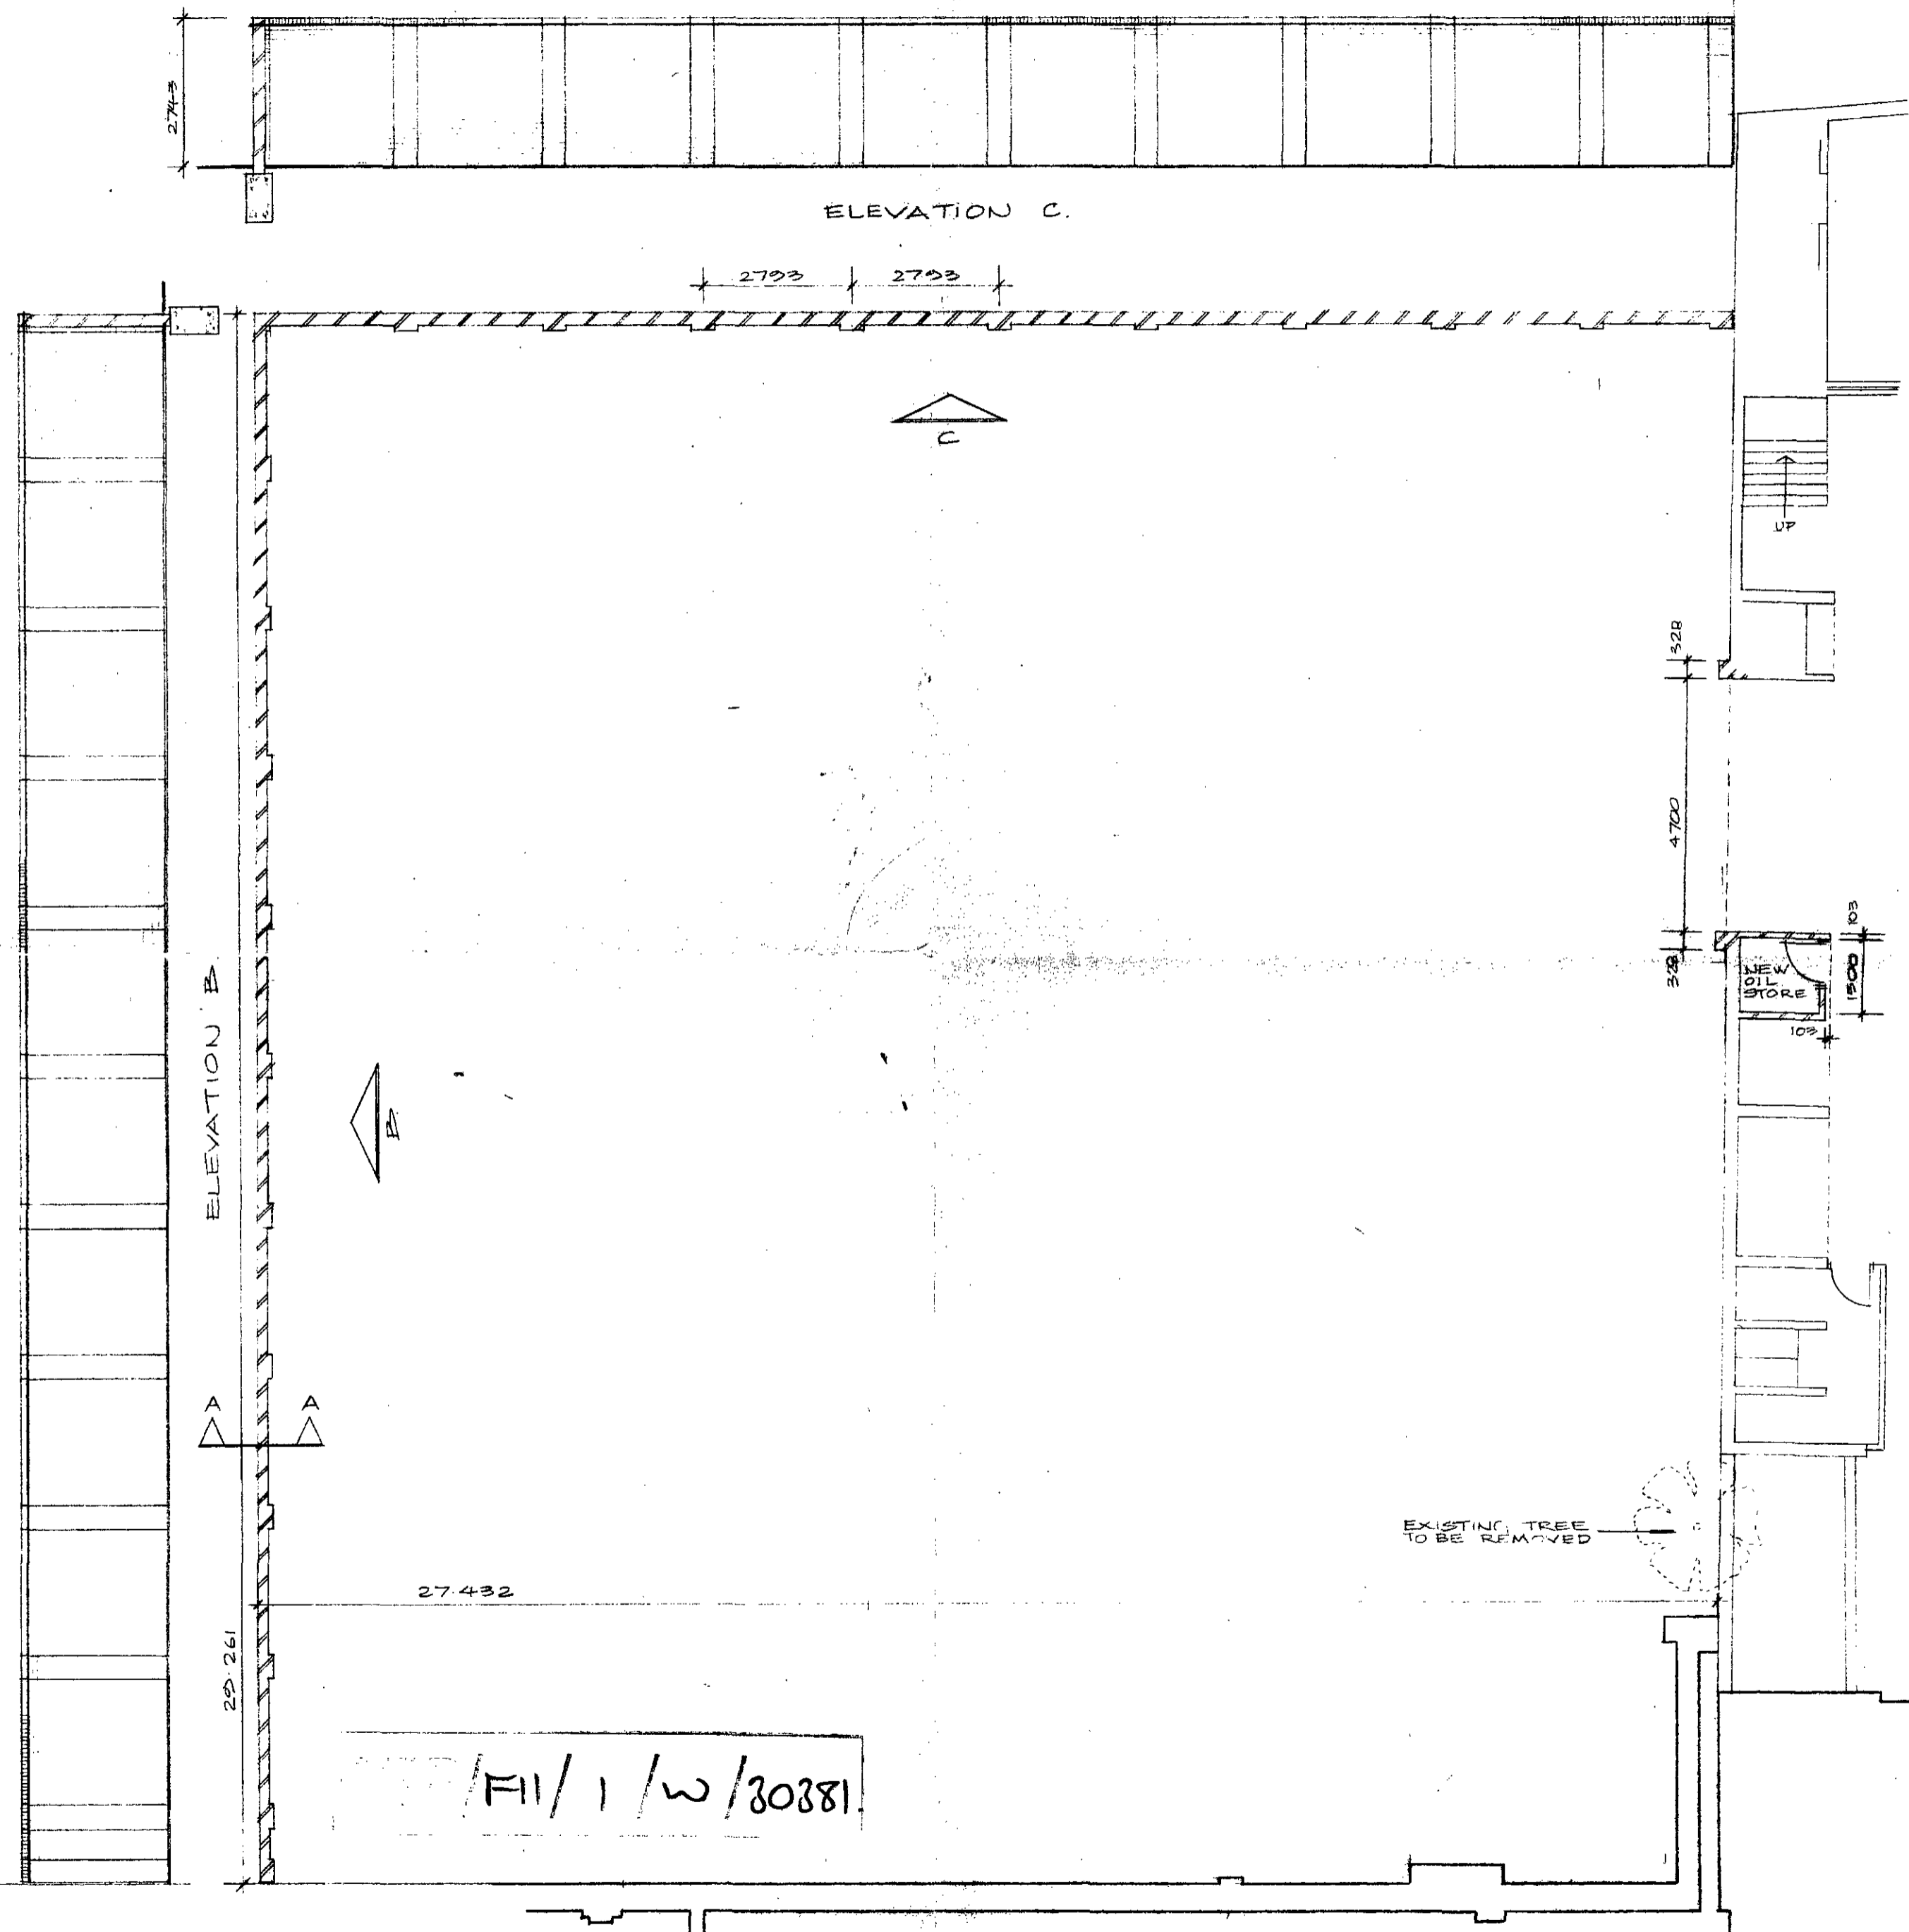 2743
ELEVATION C.
2793 2793
C
UP
328
4700
328
103
1500
NEW
OIL
STORE
103
ELEVATION B.
B
A A
EXISTING TREE
TO BE REMOVED
27.432
29.261
/F11/1/W/30381.